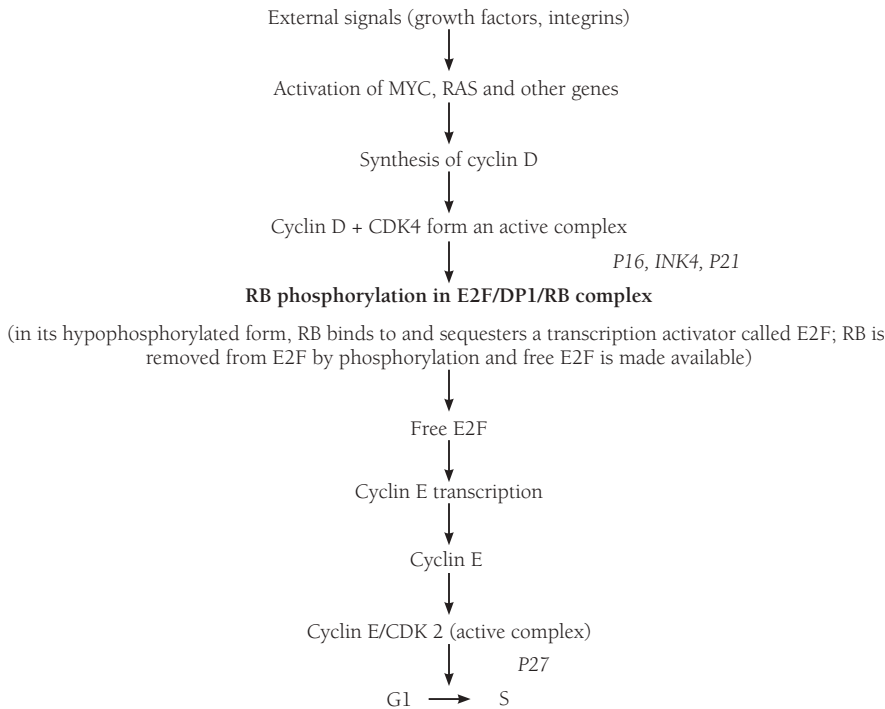 External signals (growth factors, integrins)
Activation of MYC, RAS and other genes
Synthesis of cyclin D
Cyclin D + CDK4 form an active complex
P16, INK4, P21
RB phosphorylation in E2F/DP1/RB complex
(in its hypophosphorylated form, RB binds to and sequesters a transcription activator called E2F; RB is
removed from E2F by phosphorylation and free E2F is made available)
Free E2F
Cyclin E transcription
Cyclin E
Cyclin E/CDK 2 (active complex)
P27
G1 S